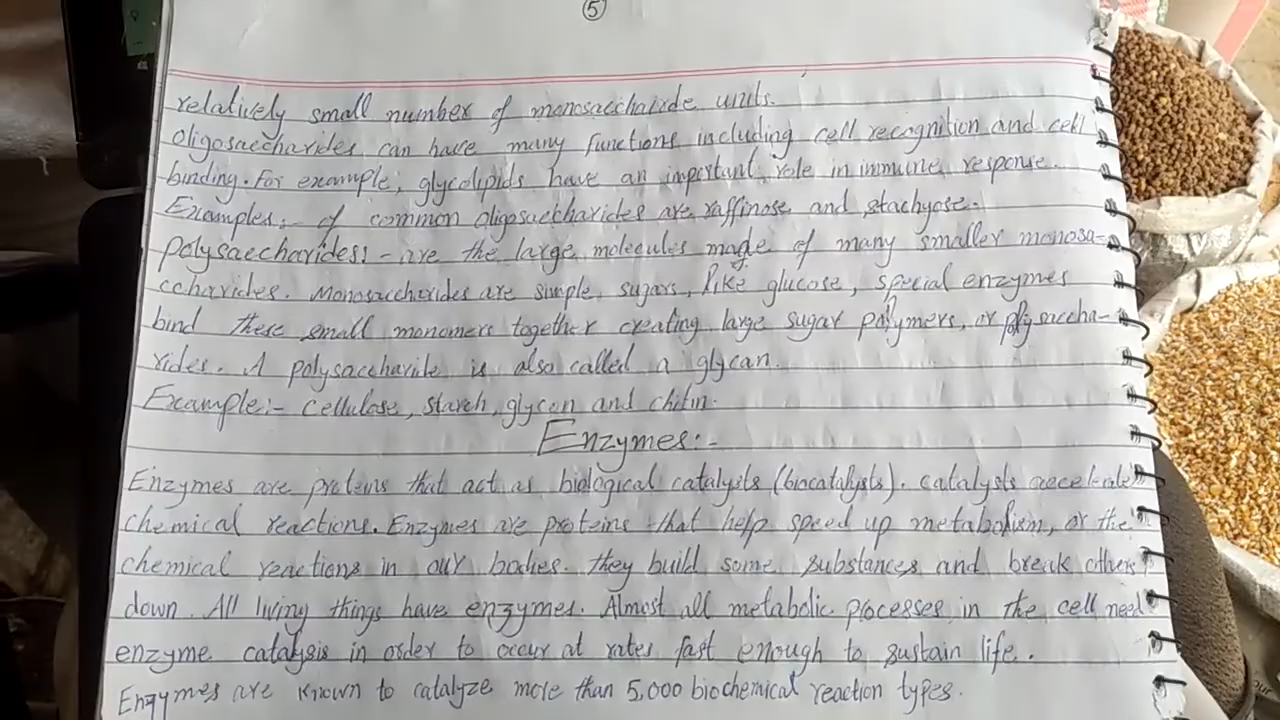 5
relatively small number of monosaccharide units.
oligosaccharides can have many functions including cell recognition and cell
binding. For example, glycolipids have an important role in immune response.
Examples:- of common oligosaccharides are raffinose and stachyose.
polysaccharides:- are the large molecules made of many smaller monosa-
ccharides. Monosaccharides are simple sugars, like glucose, special enzymes
bind these small monomers together creating large sugar polymers, or polysaccha-
rides. A polysaccharide is also called a glycan.
Example:- cellulose, starch, glycan and chitin.
Enzymes:-
Enzymes are proteins that act as biological catalysts (biocatalysts). Catalysts accelerate
chemical reactions. Enzymes are proteins that help speed up metabolism, or the
chemical reactions in our bodies. they build some substances and break others
down. All living things have enzymes. Almost all metabolic processes in the cell need
enzyme catalysis in order to occur at rates fast enough to sustain life.
Enzymes are known to catalyze more than 5,000 biochemical reaction types.